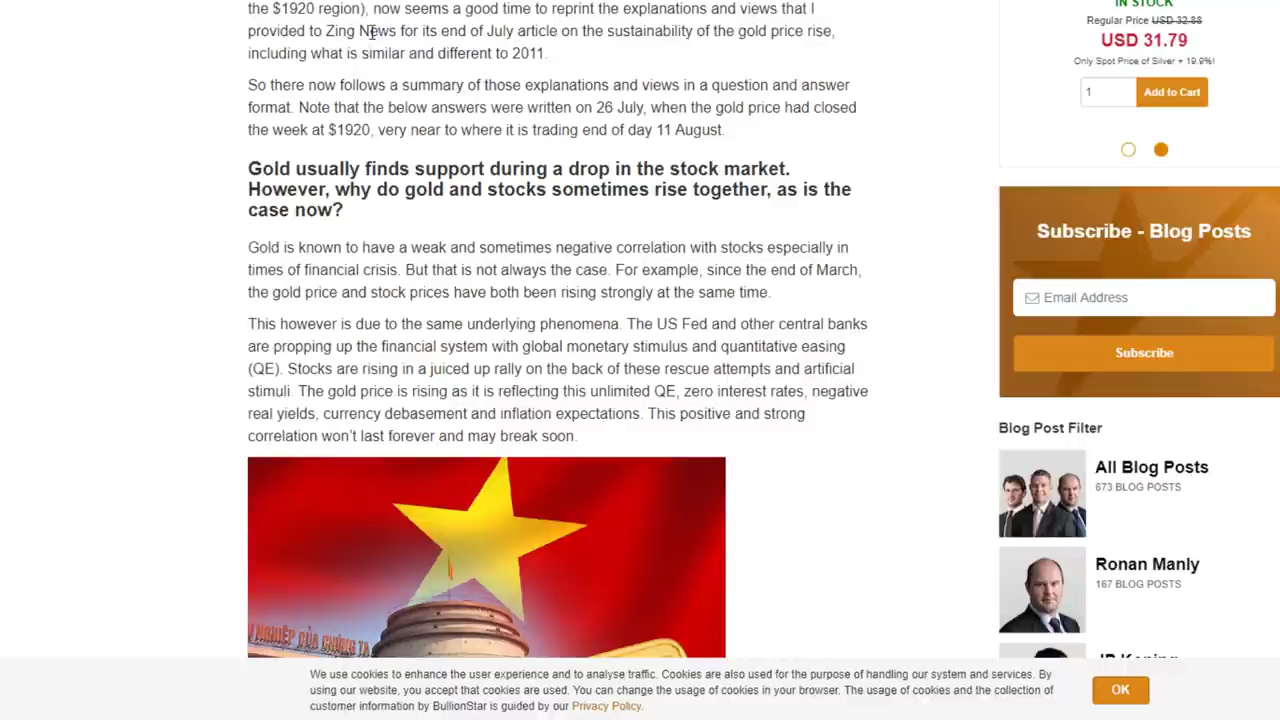 the $1920 region), now seems a good time to reprint the explanations and views that I
provided to Zing News for its end of July article on the sustainability of the gold price rise,
including what is similar and different to 2011.
So there now follows a summary of those explanations and views in a question and answer
format. Note that the below answers were written on 26 July, when the gold price had closed
the week at $1920, very near to where it is trading end of day 11 August.
Gold usually finds support during a drop in the stock market.
However, why do gold and stocks sometimes rise together, as is the
case now?
Gold is known to have a weak and sometimes negative correlation with stocks especially in
times of financial crisis. But that is not always the case. For example, since the end of March,
the gold price and stock prices have both been rising strongly at the same time.
This however is due to the same underlying phenomena. The US Fed and other central banks
are propping up the financial system with global monetary stimulus and quantitative easing
(QE). Stocks are rising in a juiced up rally on the back of these rescue attempts and artificial
stimuli  The gold price is rising as it is reflecting this unlimited QE, zero interest rates, negative
real yields, currency debasement and inflation expectations. This positive and strong
correlation won't last forever and may break soon.
NGHIỆP CỦA CHÚNG TA
IN STOCK
Regular Price USD 32.88
USD 31.79
Only Spot Price of Silver + 19.9%!
1
Add to Cart
Subscribe - Blog Posts
Email Address
Subscribe
Blog Post Filter
All Blog Posts
673 BLOG POSTS
Ronan Manly
167 BLOG POSTS
JP Koning
We use cookies to enhance the user experience and to analyse traffic. Cookies are also used for the purpose of handling our system and services. By
using our website, you accept that cookies are used. You can change the usage of cookies in your browser. The usage of cookies and the collection of
customer information by BullionStar is guided by our Privacy Policy.
OK